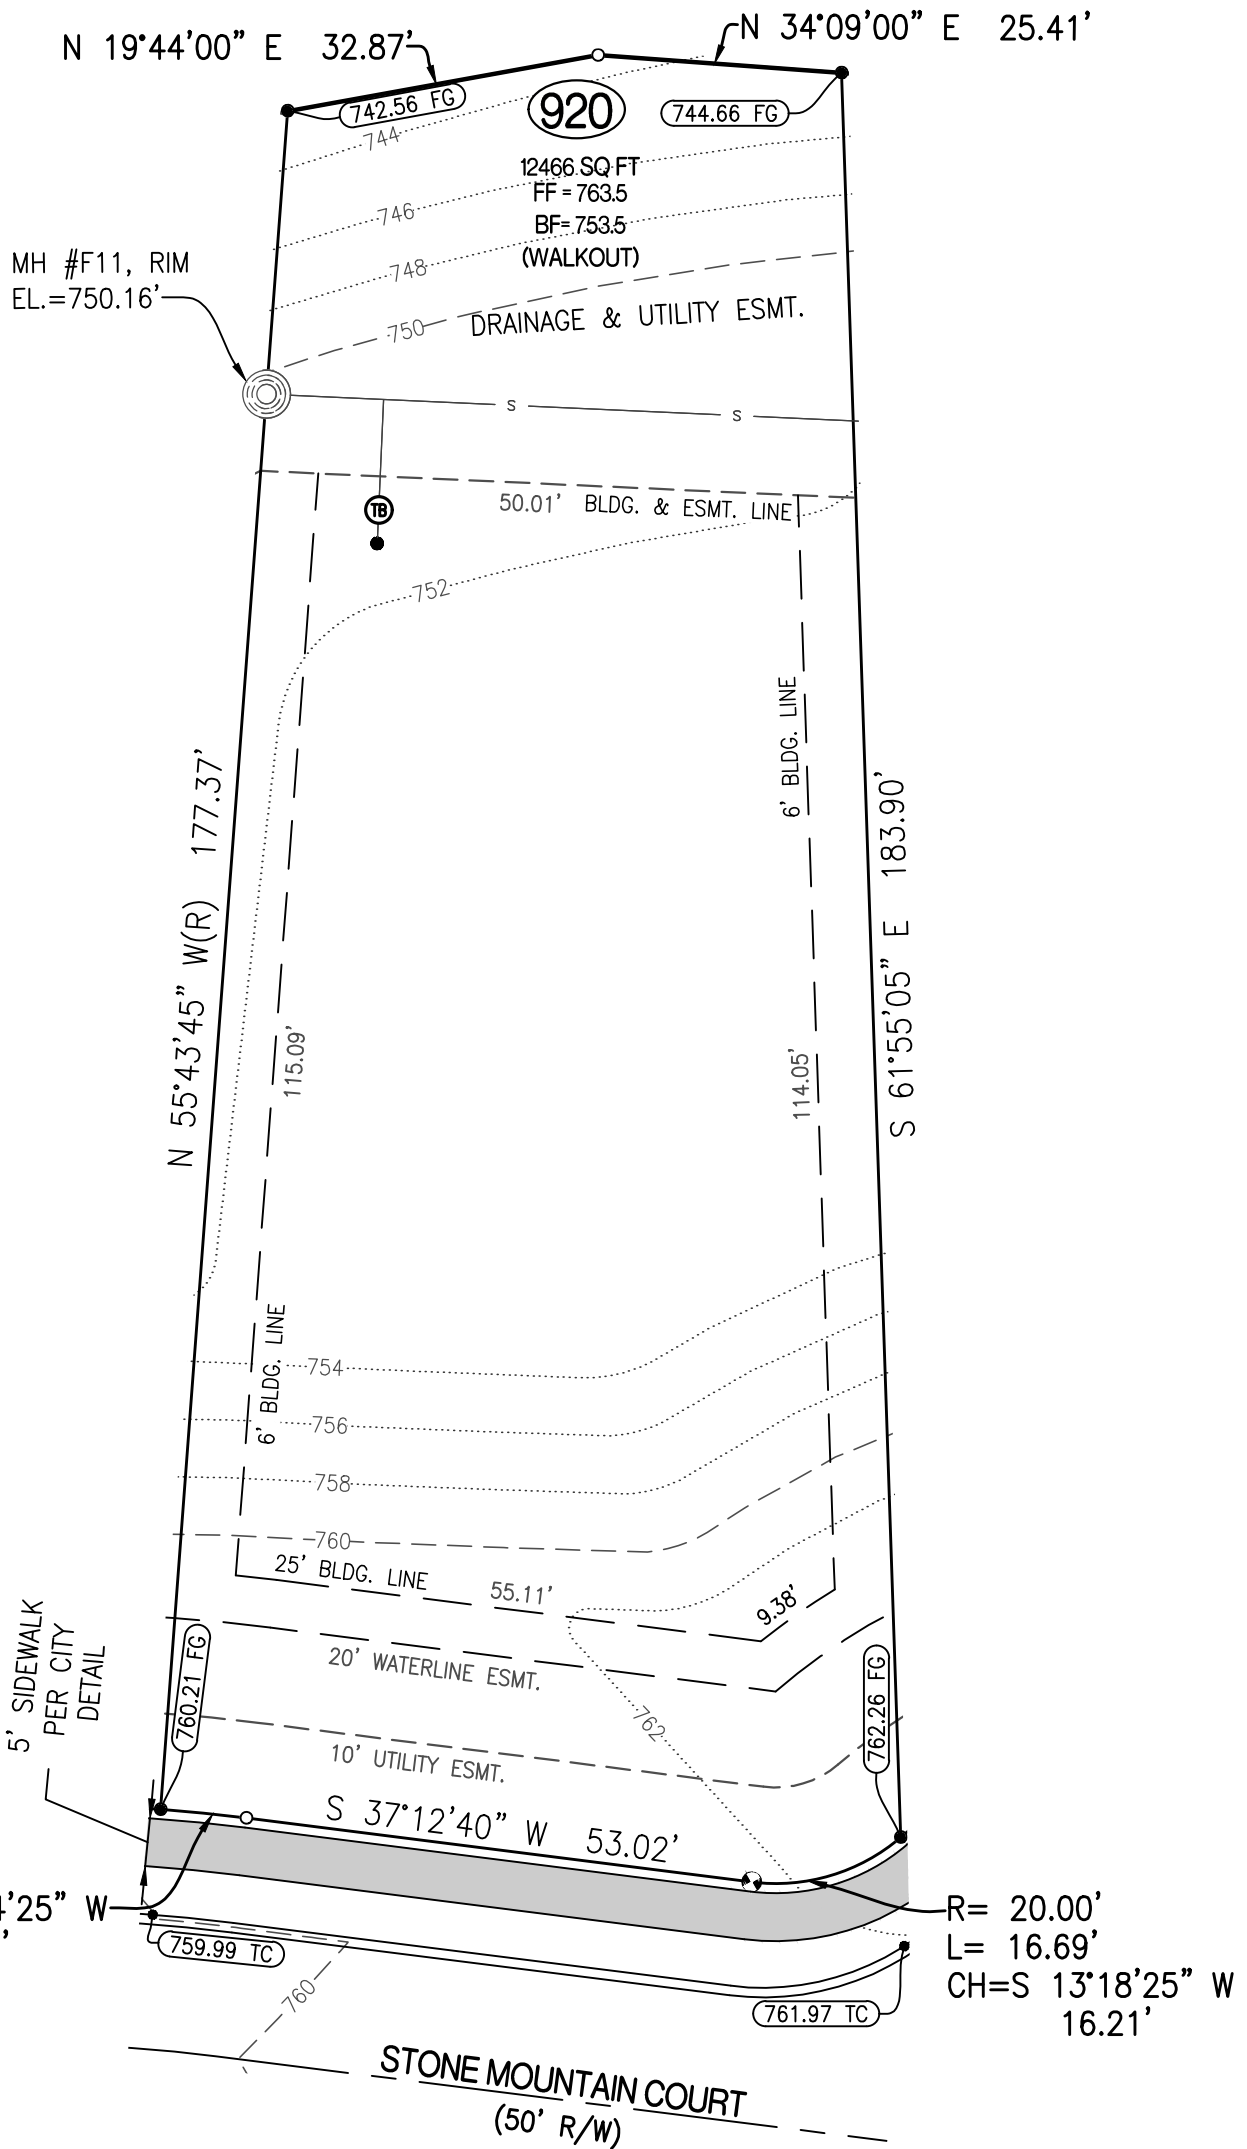 N 19°44'00" E 32.87'
N 34°09'00" E 25.41'
742.56 FG
920
744.66 FG
744
12466 SQ FT
FF = 763.5
BF= 753.5
(WALKOUT)
746
748
750
MH #F11, RIM
EL.=750.16'
DRAINAGE & UTILITY ESMT.
S
S
TB
50.01' BLDG. & ESMT. LINE
752
6' BLDG. LINE
N 55°43'45" W(R) 177.37'
S 61°55'05" E 183.90'
115.09'
114.05'
6' BLDG. LINE
754
756
758
760
25' BLDG. LINE 55.11'
9.38'
5' SIDEWALK
PER CITY
DETAIL
760.21 FG
20' WATERLINE ESMT.
762
762.26 FG
10' UTILITY ESMT.
S 37°12'40" W 53.02'
4'25" W
'
759.99 TC
760
R= 20.00'
L= 16.69'
CH=S 13°18'25" W
16.21'
761.97 TC
STONE MOUNTAIN COURT
(50' R/W)